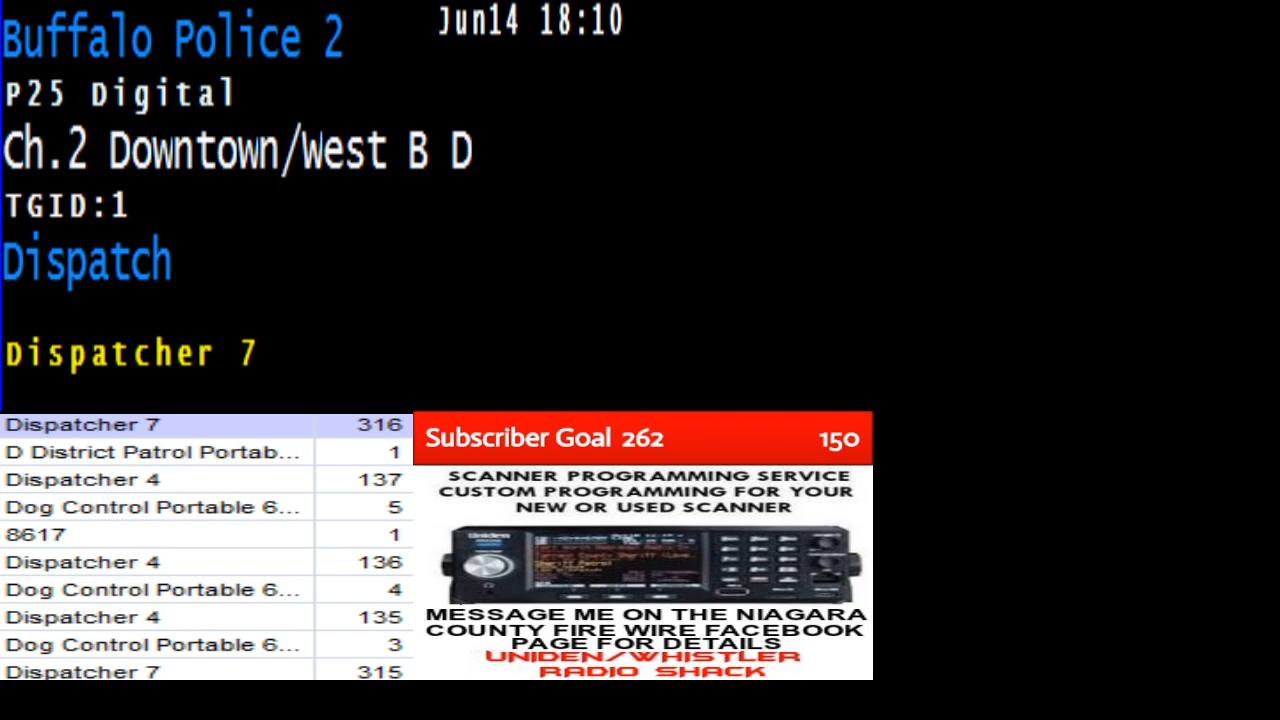 Buffalo Police 2
Jun14 18:10
P25 Digital
Ch.2 Downtown/West B D
TGID:1
Dispatch
Dispatcher 7
Dispatcher 7 316
D District Patrol Portab... 1
Dispatcher 4 137
Dog Control Portable 6... 5
8617 1
Dispatcher 4 136
Dog Control Portable 6... 4
Dispatcher 4 135
Dog Control Portable 6... 3
Dispatcher 7 315
Subscriber Goal 262 150
SCANNER PROGRAMMING SERVICE
CUSTOM PROGRAMMING FOR YOUR
NEW OR USED SCANNER
Uniden
MESSAGE ME ON THE NIAGARA
COUNTY FIRE WIRE FACEBOOK
PAGE FOR DETAILS
UNIDEN/WHISTLER
RADIO SHACK